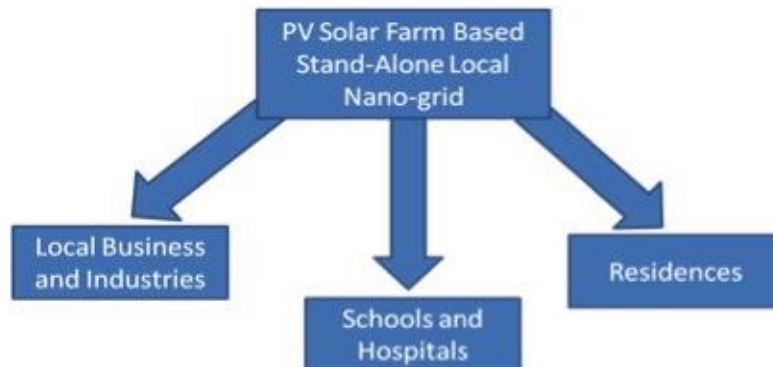 PV Solar Farm Based
Stand-Alone Local
Nano-grid
Local Business
and Industries
Residences
Schools and
Hospitals